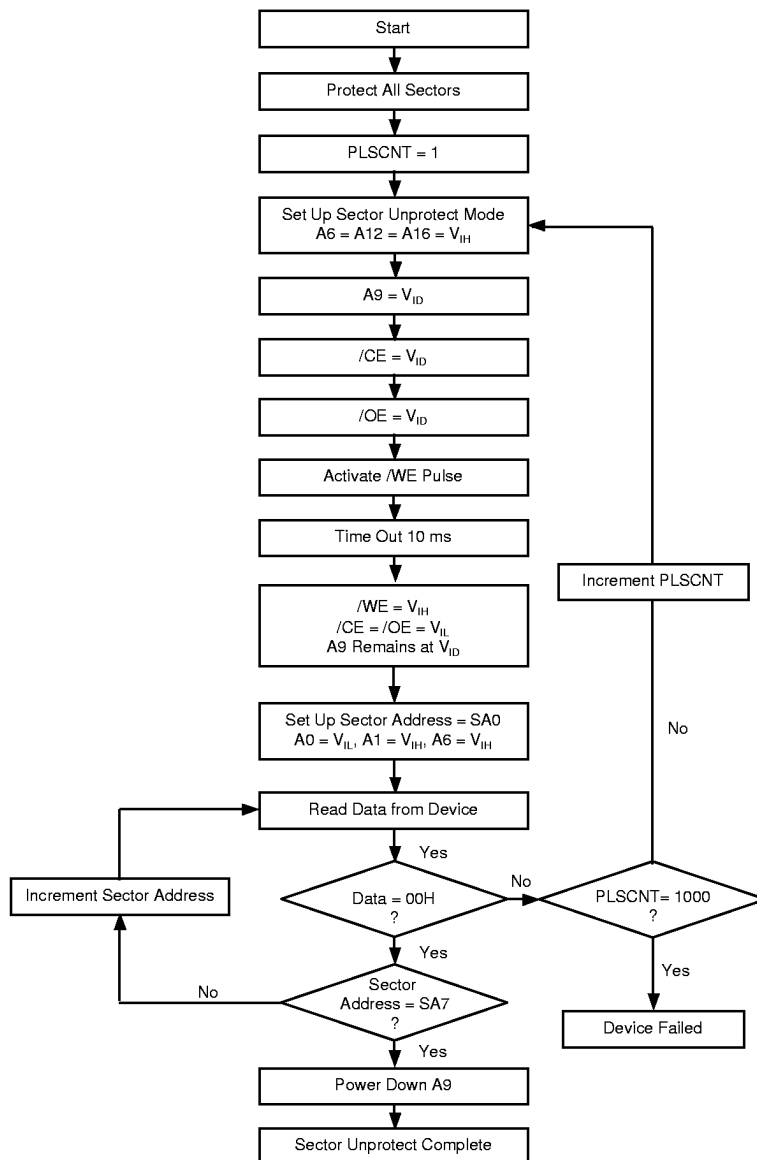 Start
Protect All Sectors
PLSCNT = 1
Set Up Sector Unprotect Mode
A6 = A12 = A16 = VIH
A9 = VID
/CE = VID
/OE = VID
Activate /WE Pulse
Time Out 10 ms
Increment PLSCNT
/WE = VIH
/CE = /OE = VIL
A9 Remains at VID
Set Up Sector Address = SA0
A0 = VIL, A1 = VIH, A6 = VIH
No
Read Data from Device
Yes
Increment Sector Address
Data = 00H
?
No
PLSCNT= 1000
?
Yes
No
Sector
Address = SA7
?
Yes
Device Failed
Yes
Power Down A9
Sector Unprotect Complete